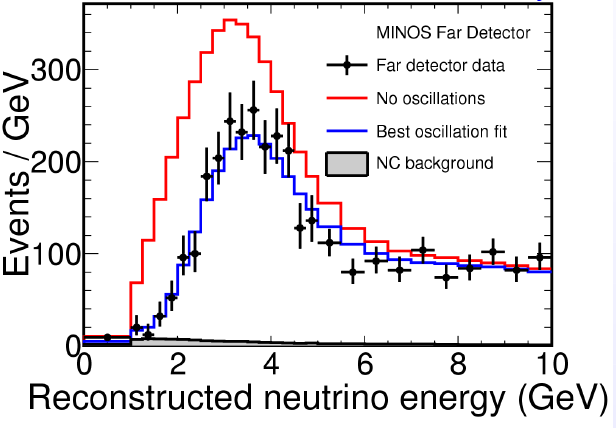 MINOS Far Detector
Far detector data
No oscillations
Best oscillation fit
NC background
Events / GeV
300
200
100
0
0 2 4 6 8 10
Reconstructed neutrino energy (GeV)